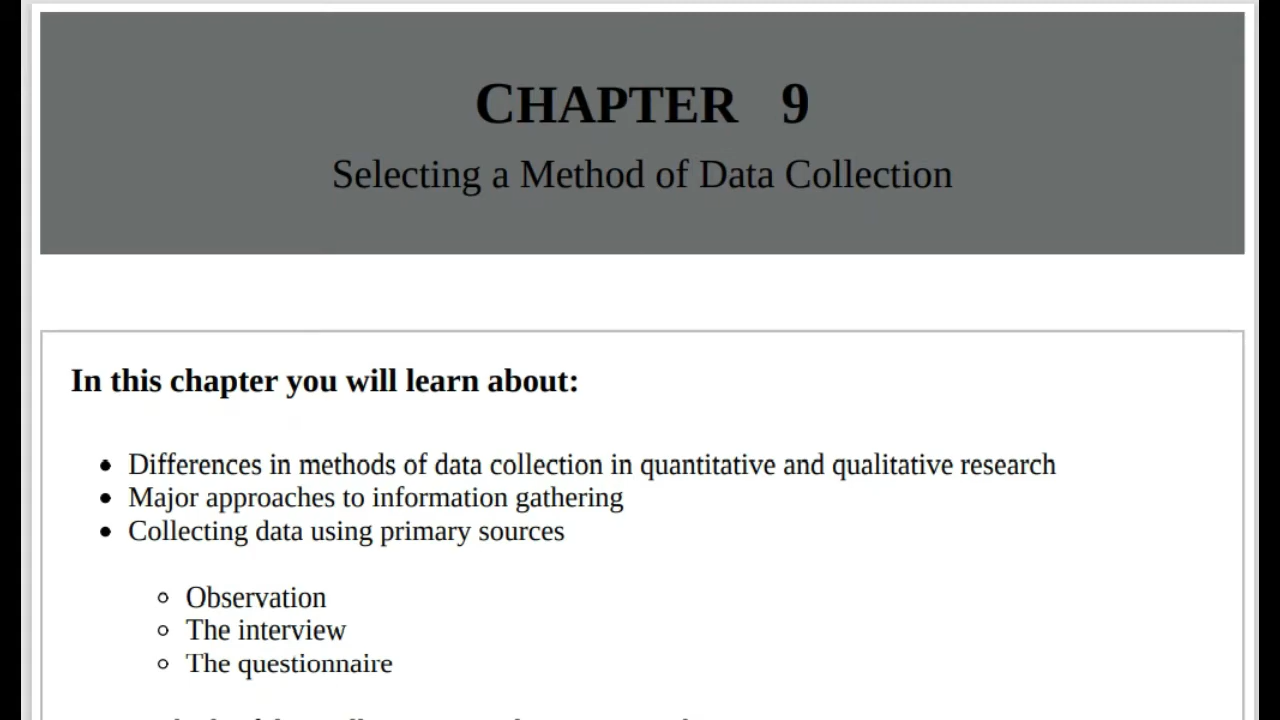 CHAPTER 9
Selecting a Method of Data Collection
In this chapter you will learn about:
• Differences in methods of data collection in quantitative and qualitative research
• Major approaches to information gathering
• Collecting data using primary sources
◦ Observation
◦ The interview
◦ The questionnaire